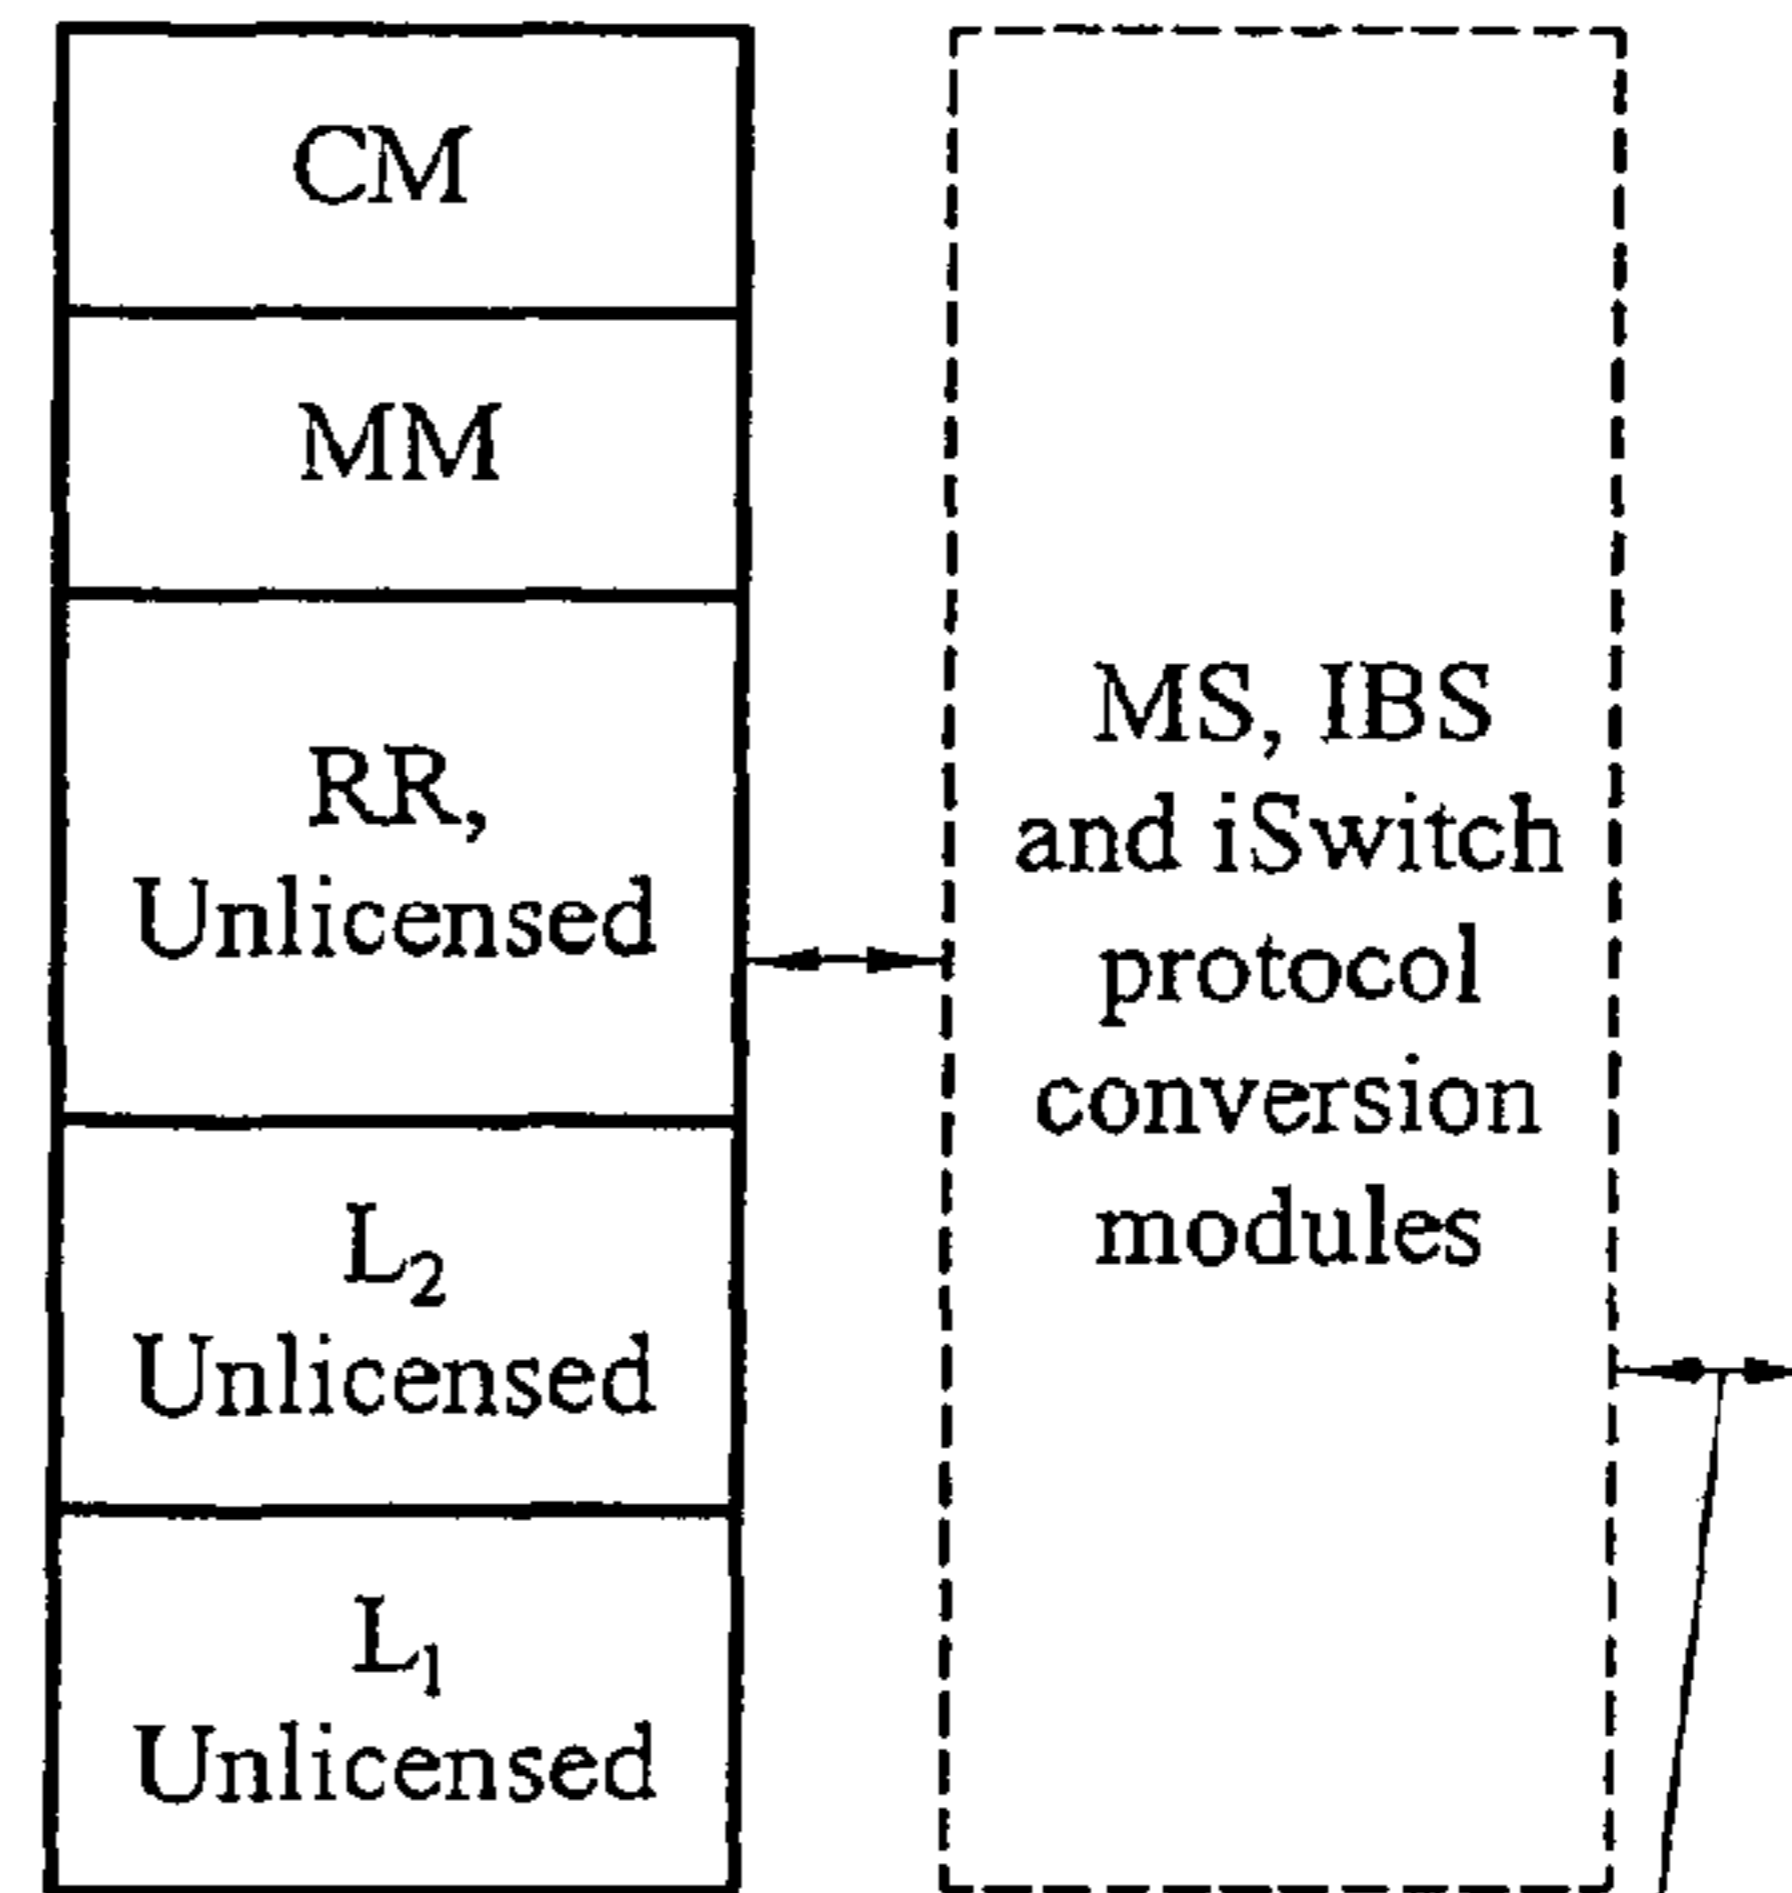 CM
MM
RR,
Unlicensed
L₂
Unlicensed
L₁
Unlicensed
MS, IBS
and iSwitch
protocol
conversion
modules